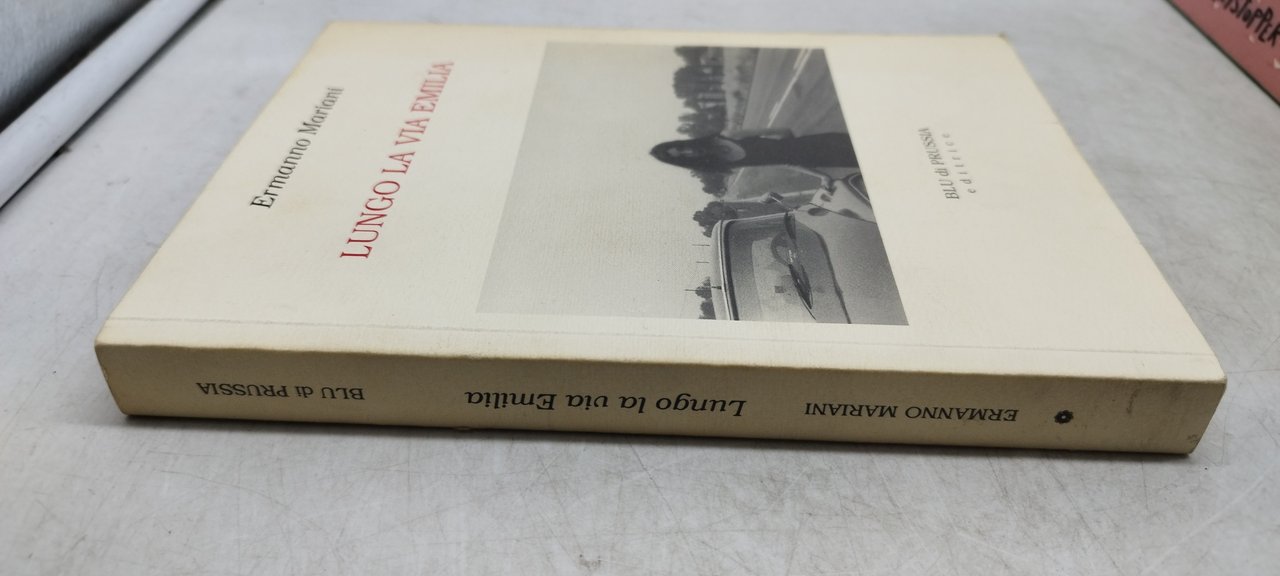 Ermanno Mariani
LUNGO LA VIA EMILIA
BLU di PRUSSIA
editrice
ERMANNO MARIANI
Lungo la via Emilia
BLU di PRUSSIA